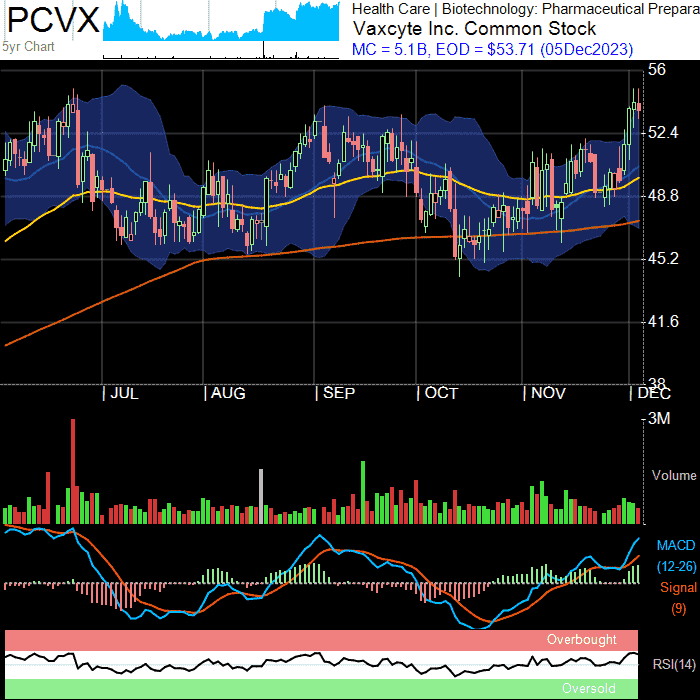 PCVX
5yr Chart
Health Care | Biotechnology: Pharmaceutical Prepara
Vaxcyte Inc. Common Stock
MC = 5.1B, EOD = $53.71 (05Dec2023)
56
52.4
48.8
45.2
41.6
38
| JUL | AUG | SEP | OCT | NOV | DEC
3M
Volume
MACD
(12-26)
Signal
(9)
Overbought
RSI(14)
Oversold